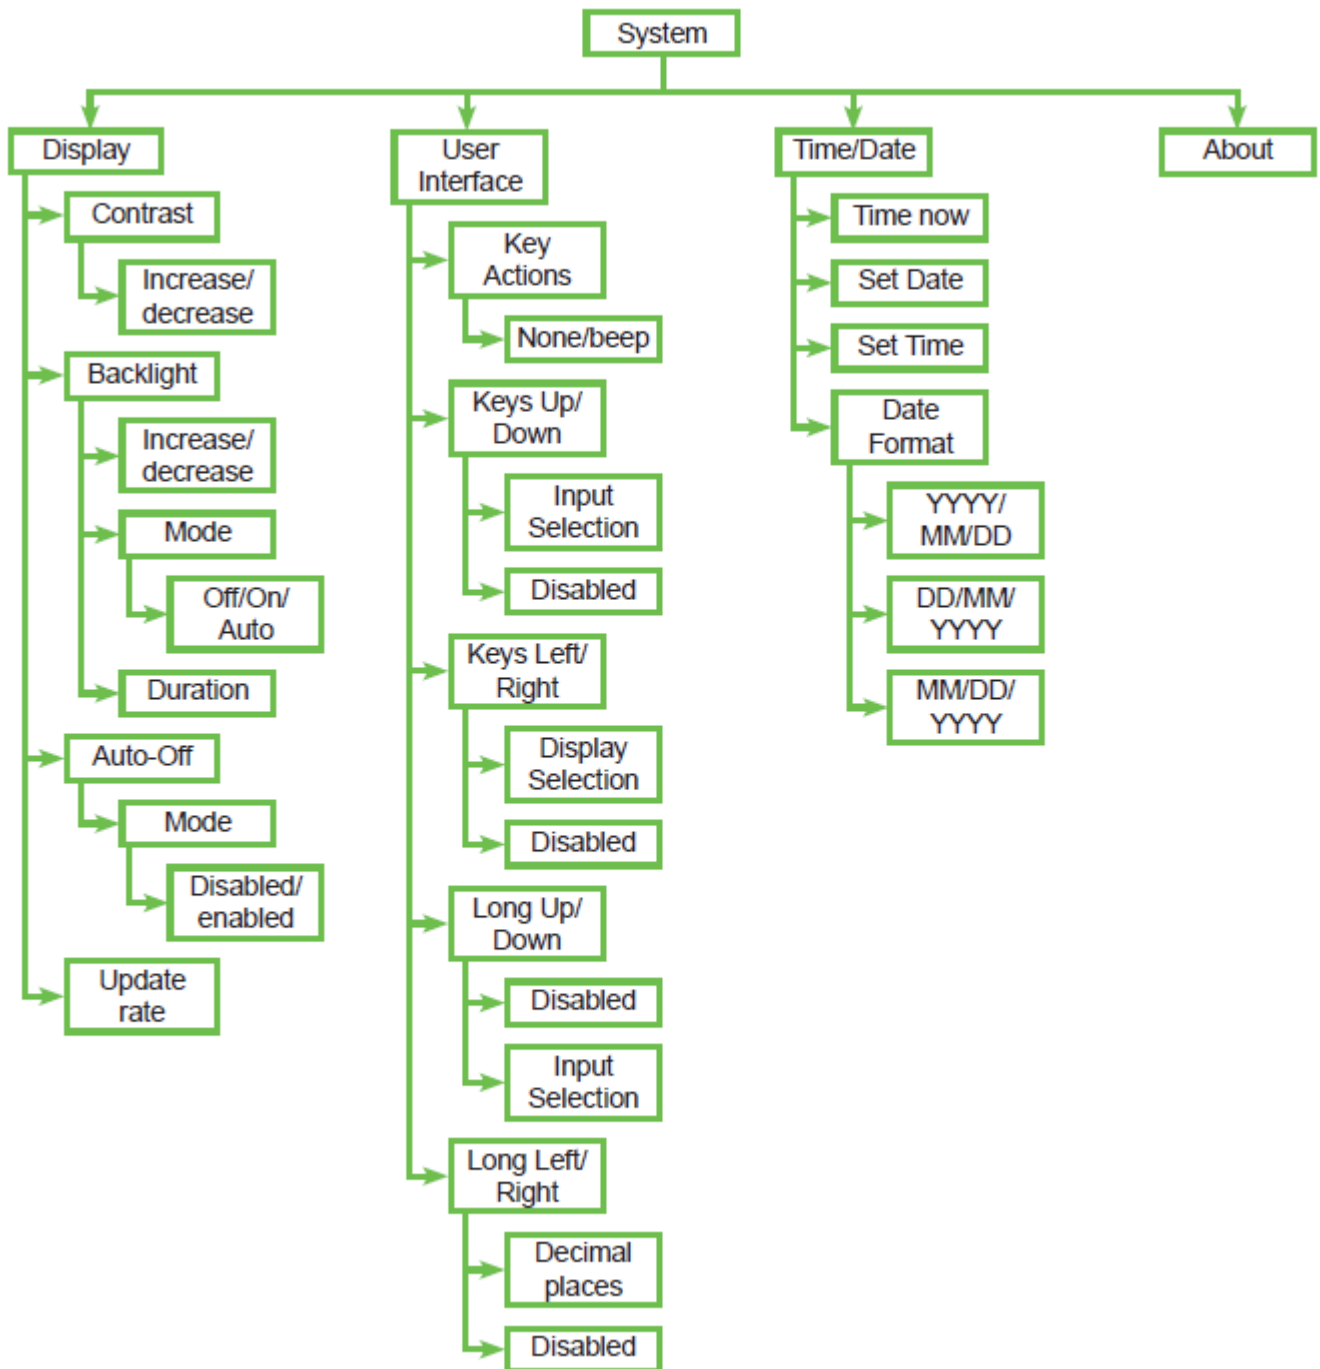 System
Display
Contrast
Increase/
decrease
Backlight
Increase/
decrease
Mode
Off/On/
Auto
Duration
Auto-Off
Mode
Disabled/
enabled
Update
rate
User
Interface
Key
Actions
None/beep
Keys Up/
Down
Input
Selection
Disabled
Keys Left/
Right
Display
Selection
Disabled
Long Up/
Down
Disabled
Input
Selection
Long Left/
Right
Decimal
places
Disabled
Time/Date
Time now
Set Date
Set Time
Date
Format
YYYY/
MM/DD
DD/MM/
YYYY
MM/DD/
YYYY
About